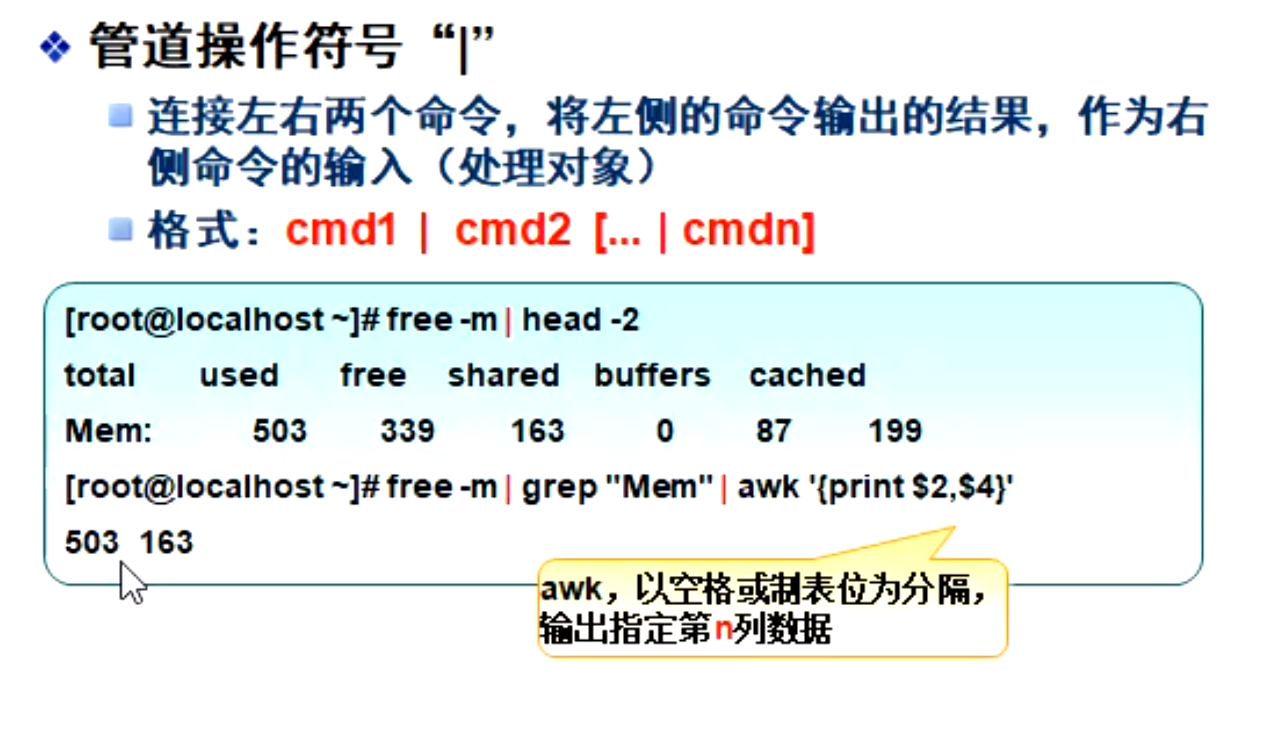 管道操作符号“|”
连接左右两个命令，将左侧的命令输出的结果，作为右
侧命令的输入（处理对象）
格式：cmd1 | cmd2 [... | cmdn]
[root@localhost ~]# free -m | head -2
total used free shared buffers cached
Mem: 503 339 163 0 87 199
[root@localhost ~]# free -m | grep "Mem" | awk '{print $2,$4}'
503 163
awk，以空格或制表位为分隔，
输出指定第n列数据